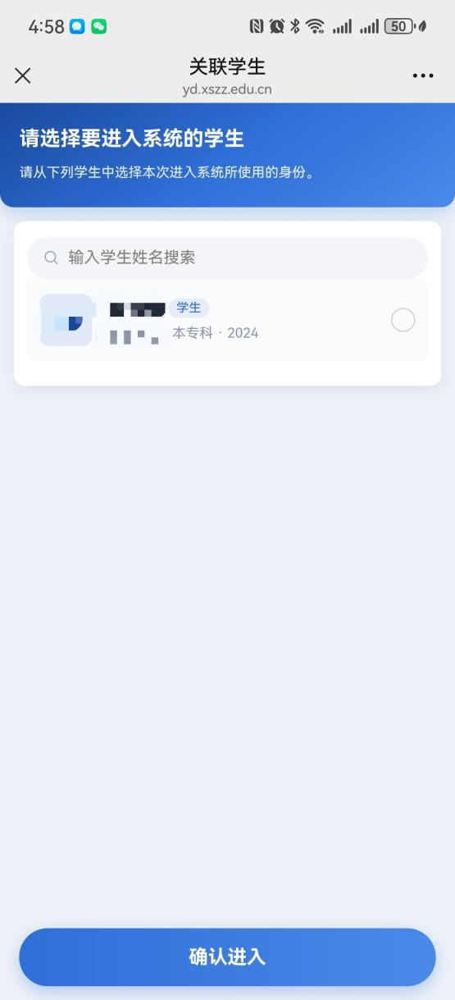 4:58
50
关联学生
yd.xszz.edu.cn
请选择要进入系统的学生
请从下列学生中选择本次进入系统所使用的身份。
输入学生姓名搜索
学生
本专科 · 2024
确认进入